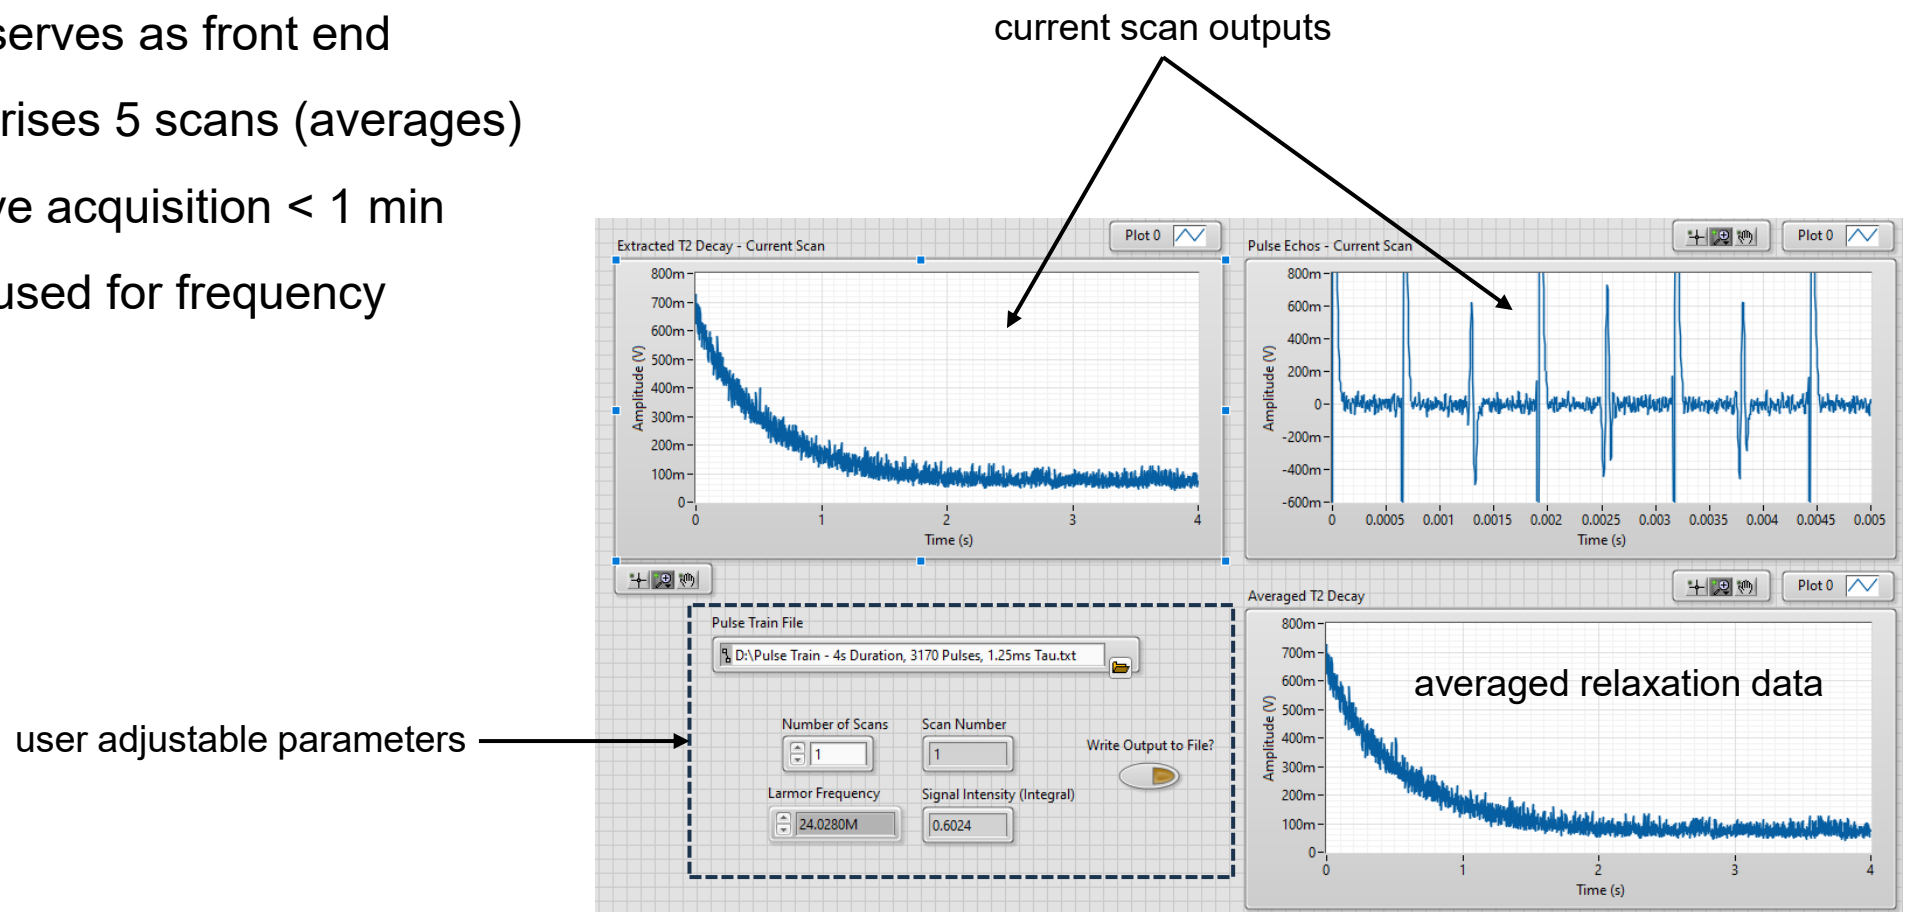 serves as front end
rises 5 scans (averages)
ve acquisition < 1 min
used for frequency
current scan outputs
Extracted T2 Decay - Current Scan
Plot 0
800m
700m
600m
500m
400m
300m
200m
100m
0
Amplitude (V)
0 1 2 3 4
Time (s)
Pulse Echos - Current Scan
Plot 0
800m
600m
400m
200m
0
-200m
-400m
-600m
Amplitude (V)
0 0.0005 0.001 0.0015 0.002 0.0025 0.003 0.0035 0.004 0.0045 0.005
Time (s)
user adjustable parameters
Pulse Train File
D:\Pulse Train - 4s Duration, 3170 Pulses, 1.25ms Tau.txt
Number of Scans
1
Scan Number
1
Write Output to File?
Larmor Frequency
24.0280M
Signal Intensity (Integral)
0.6024
Averaged T2 Decay
Plot 0
averaged relaxation data
800m
700m
600m
500m
400m
300m
200m
100m
0
Amplitude (V)
0 1 2 3 4
Time (s)